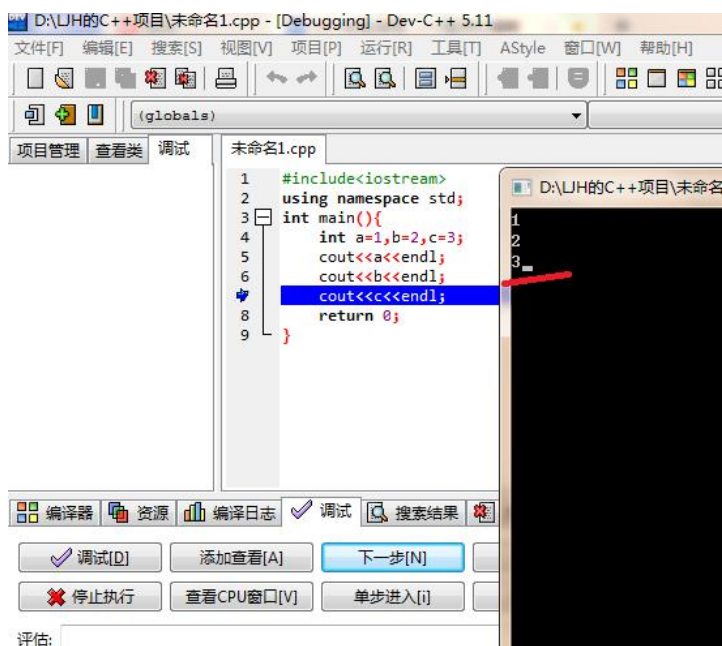 D:\LJH的C++项目\未命名1.cpp - [Debugging] - Dev-C++ 5.11
文件[F] 编辑[E] 搜索[S] 视图[V] 项目[P] 运行[R] 工具[T] AStyle 窗口[W] 帮助[H]
(globals)
项目管理 查看类 调试
未命名1.cpp
1 #include<iostream>
2 using namespace std;
3 int main(){
4 int a=1,b=2,c=3;
5 cout<<a<<endl;
6 cout<<b<<endl;
cout<<c<<endl;
8 return 0;
9 }
D:\LJH的C++项目\未命名
1
2
3
编译器 资源 编译日志 调试 搜索结果
调试[D] 添加查看[A] 下一步[N]
停止执行 查看CPU窗口[V] 单步进入[i]
评估: